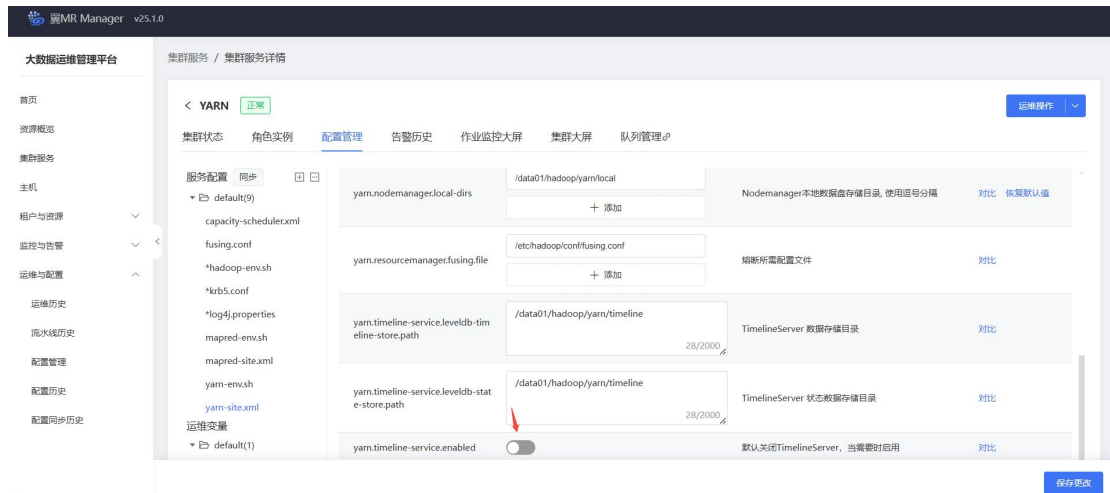 翼MR Manager v25.1.0
大数据运维管理平台
首页
资源概览
集群服务
主机
租户与资源
监控与告警
运维与配置
运维历史
流水线历史
配置管理
配置历史
配置同步历史
集群服务 / 集群服务详情
< YARN 正常
运维操作
集群状态 角色实例 配置管理 告警历史 作业监控大屏 集群大屏 队列管理
服务配置 同步
default(9)
capacity-scheduler.xml
fusing.conf
*hadoop-env.sh
*krb5.conf
*log4j.properties
mapred-env.sh
mapred-site.xml
yarn-env.sh
yarn-site.xml
运维变量
default(1)
yarn.nodemanager.local-dirs
/data01/hadoop/yarn/local
+ 添加
Nodemanager本地数据盘存储目录, 使用逗号分隔
对比 恢复默认值
yarn.resourcemanager.fusing.file
/etc/hadoop/conf/fusing.conf
+ 添加
熔断所需配置文件
对比
yarn.timeline-service.leveldb-tim
eline-store.path
/data01/hadoop/yarn/timeline
28/2000
TimelineServer 数据存储目录
对比
yarn.timeline-service.leveldb-stat
e-store.path
/data01/hadoop/yarn/timeline
28/2000
TimelineServer 状态数据存储目录
对比
yarn.timeline-service.enabled
默认关闭TimelineServer，当需要时启用
对比
保存更改